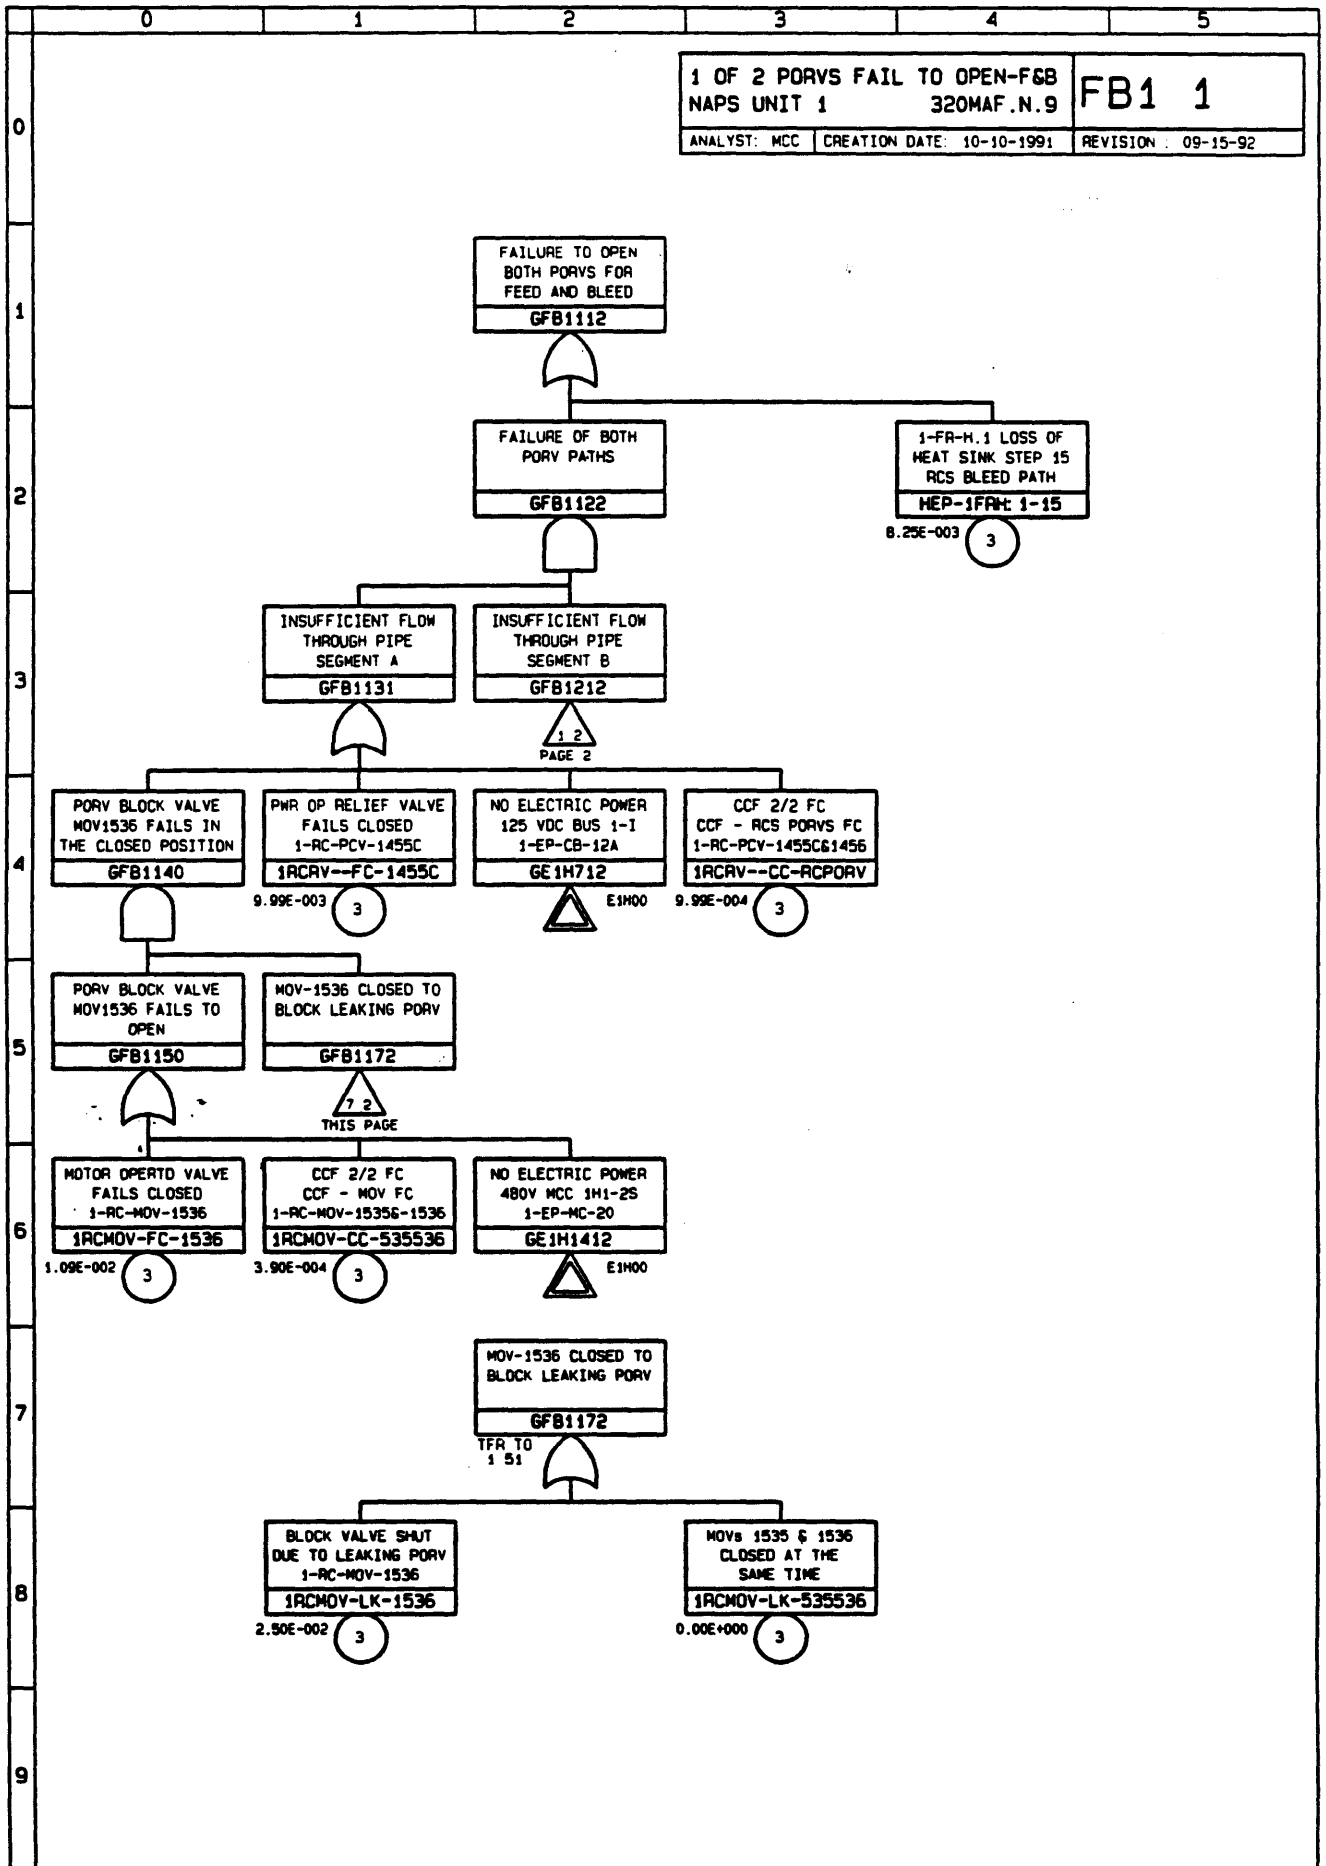 0 1 2 3 4 5
1 OF 2 PORVS FAIL TO OPEN-F&B
NAPS UNIT 1 320MAF.N.9
FB1 1
ANALYST: MCC CREATION DATE: 10-10-1991 REVISION : 09-15-92
0
FAILURE TO OPEN
BOTH PORVS FOR
FEED AND BLEED
GFB1112
1
FAILURE OF BOTH
PORV PATHS
GFB1122
1-FR-H.1 LOSS OF
HEAT SINK STEP 15
RCS BLEED PATH
HEP-1FRH: 1-15
8.25E-003
3
2
INSUFFICIENT FLOW
THROUGH PIPE
SEGMENT A
GFB1131
INSUFFICIENT FLOW
THROUGH PIPE
SEGMENT B
GFB1212
1 2
PAGE 2
3
PORV BLOCK VALVE
MOV1536 FAILS IN
THE CLOSED POSITION
GFB1140
PWR OP RELIEF VALVE
FAILS CLOSED
1-RC-PCV-1455C
1RCRV--FC-1455C
9.99E-003
3
NO ELECTRIC POWER
125 VDC BUS 1-I
1-EP-CB-12A
GE1H712
E1H00
CCF 2/2 FC
CCF - RCS PORVS FC
1-RC-PCV-1455C&1456
1RCRV--CC-RCPORV
9.99E-004
3
4
PORV BLOCK VALVE
MOV1536 FAILS TO
OPEN
GFB1150
MOV-1536 CLOSED TO
BLOCK LEAKING PORV
GFB1172
7 2
THIS PAGE
5
MOTOR OPERTD VALVE
FAILS CLOSED
1-RC-MOV-1536
1RCMOV-FC-1536
1.09E-002
3
CCF 2/2 FC
CCF - MOV FC
1-RC-MOV-1535&-1536
1RCMOV-CC-535536
3.90E-004
3
NO ELECTRIC POWER
480V MCC 1H1-2S
1-EP-MC-20
GE1H1412
E1H00
6
MOV-1536 CLOSED TO
BLOCK LEAKING PORV
GFB1172
TFR TO
1 51
7
BLOCK VALVE SHUT
DUE TO LEAKING PORV
1-RC-MOV-1536
1RCMOV-LK-1536
2.50E-002
3
MOVs 1535 & 1536
CLOSED AT THE
SAME TIME
1RCMOV-LK-535536
0.00E+000
3
8
9